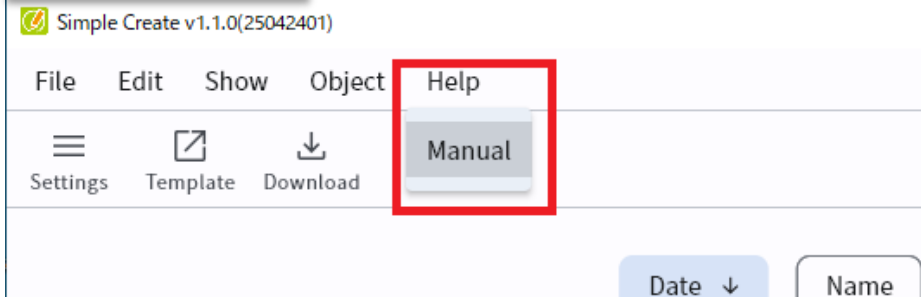 Simple Create v1.1.0(25042401)
File Edit Show Object Help
Manual
Settings Template Download
Date ↓ Name